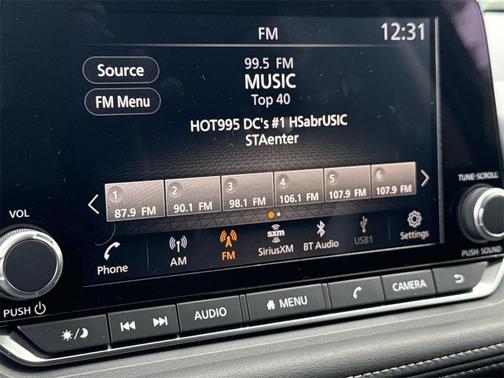 FM
12:31
Source
99.5 FM
MUSIC
FM Menu
Top 40
HOT995 DC's #1 HSabrUSIC
STAenter
1 2 3 4 5 6
87.9 FM 90.1 FM 98.1 FM 106.1 FM 107.9 FM 107.9 FM
TUNE·SCROLL
VOL
Phone
AM
FM
sxm
SiriusXM
BT Audio
USB1
Settings
PUSH
PUSH SOUND
AUDIO
MENU
CAMERA